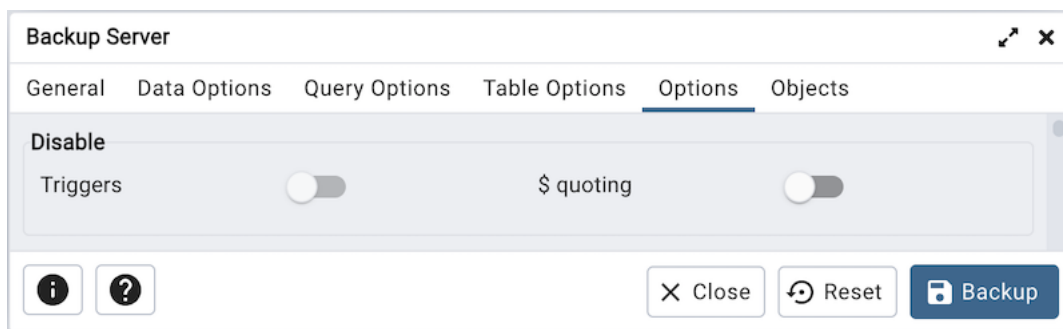 Backup Server
General Data Options Query Options Table Options Options Objects
Disable
Triggers $ quoting
Close Reset Backup